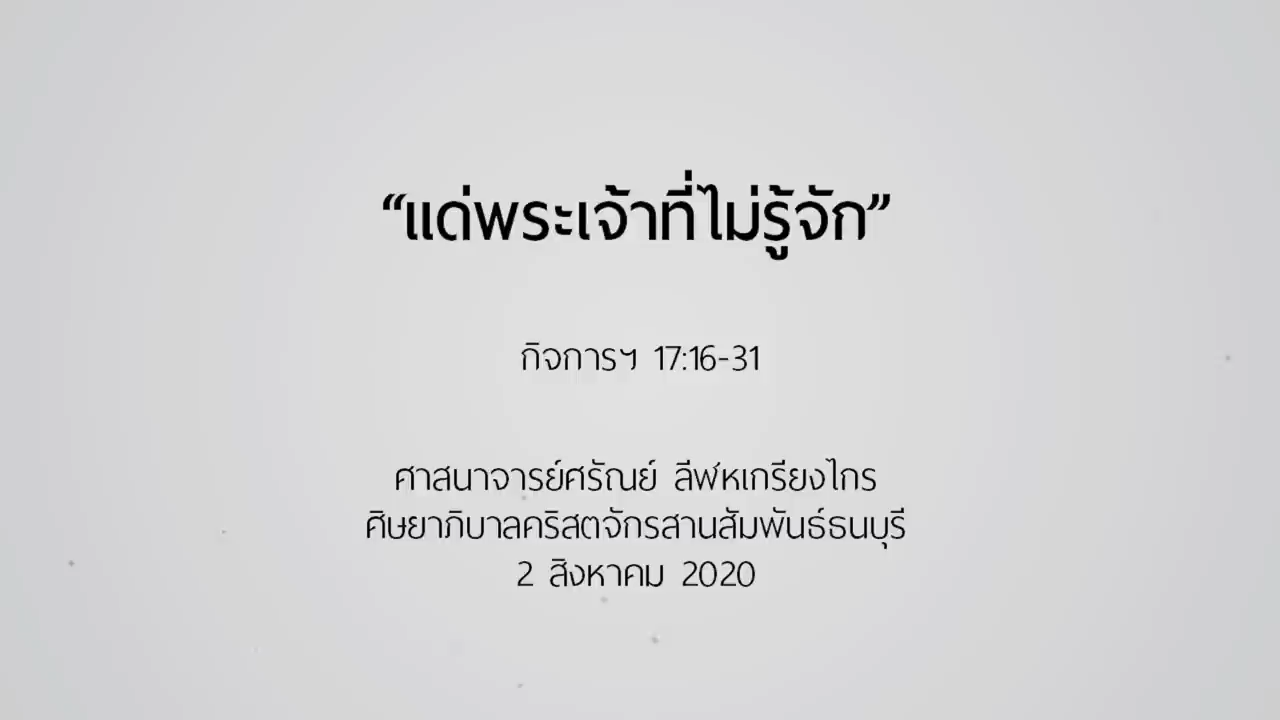 “แด่พระเจ้าที่ไม่รู้จัก”
กิจการฯ 17:16-31
ศาสนาจารย์ศรัณย์ ลีฬหเกรียงไกร
ศิษยาภิบาลคริสตจักรสานสัมพันธ์ธนบุรี
2 สิงหาคม 2020